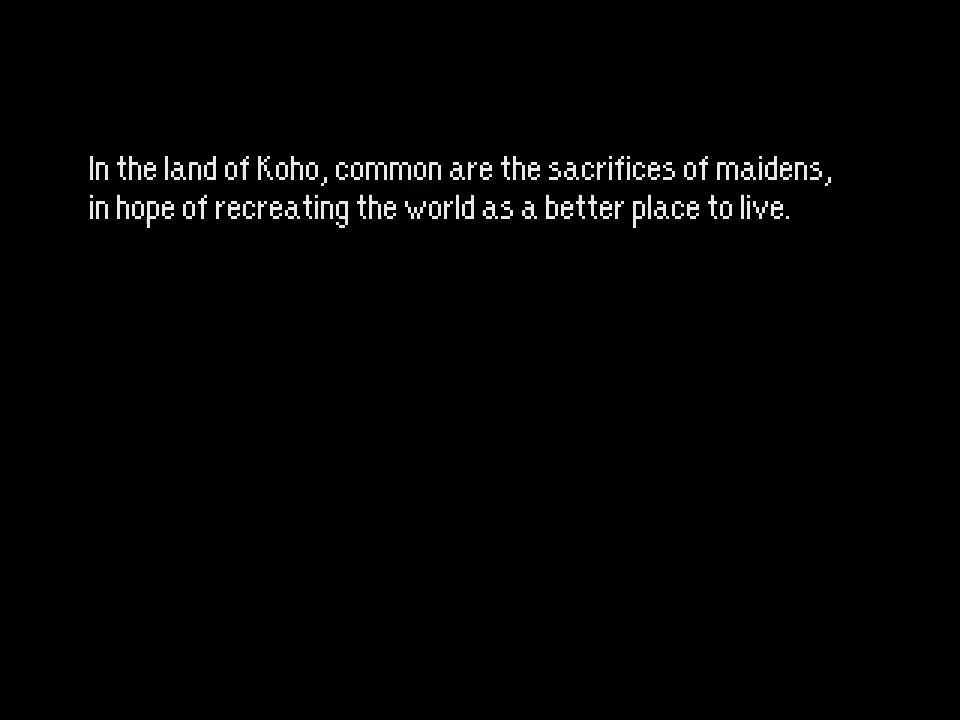 In the land of Koho, common are the sacrifices of maidens,
in hope of recreating the world as a better place to live.